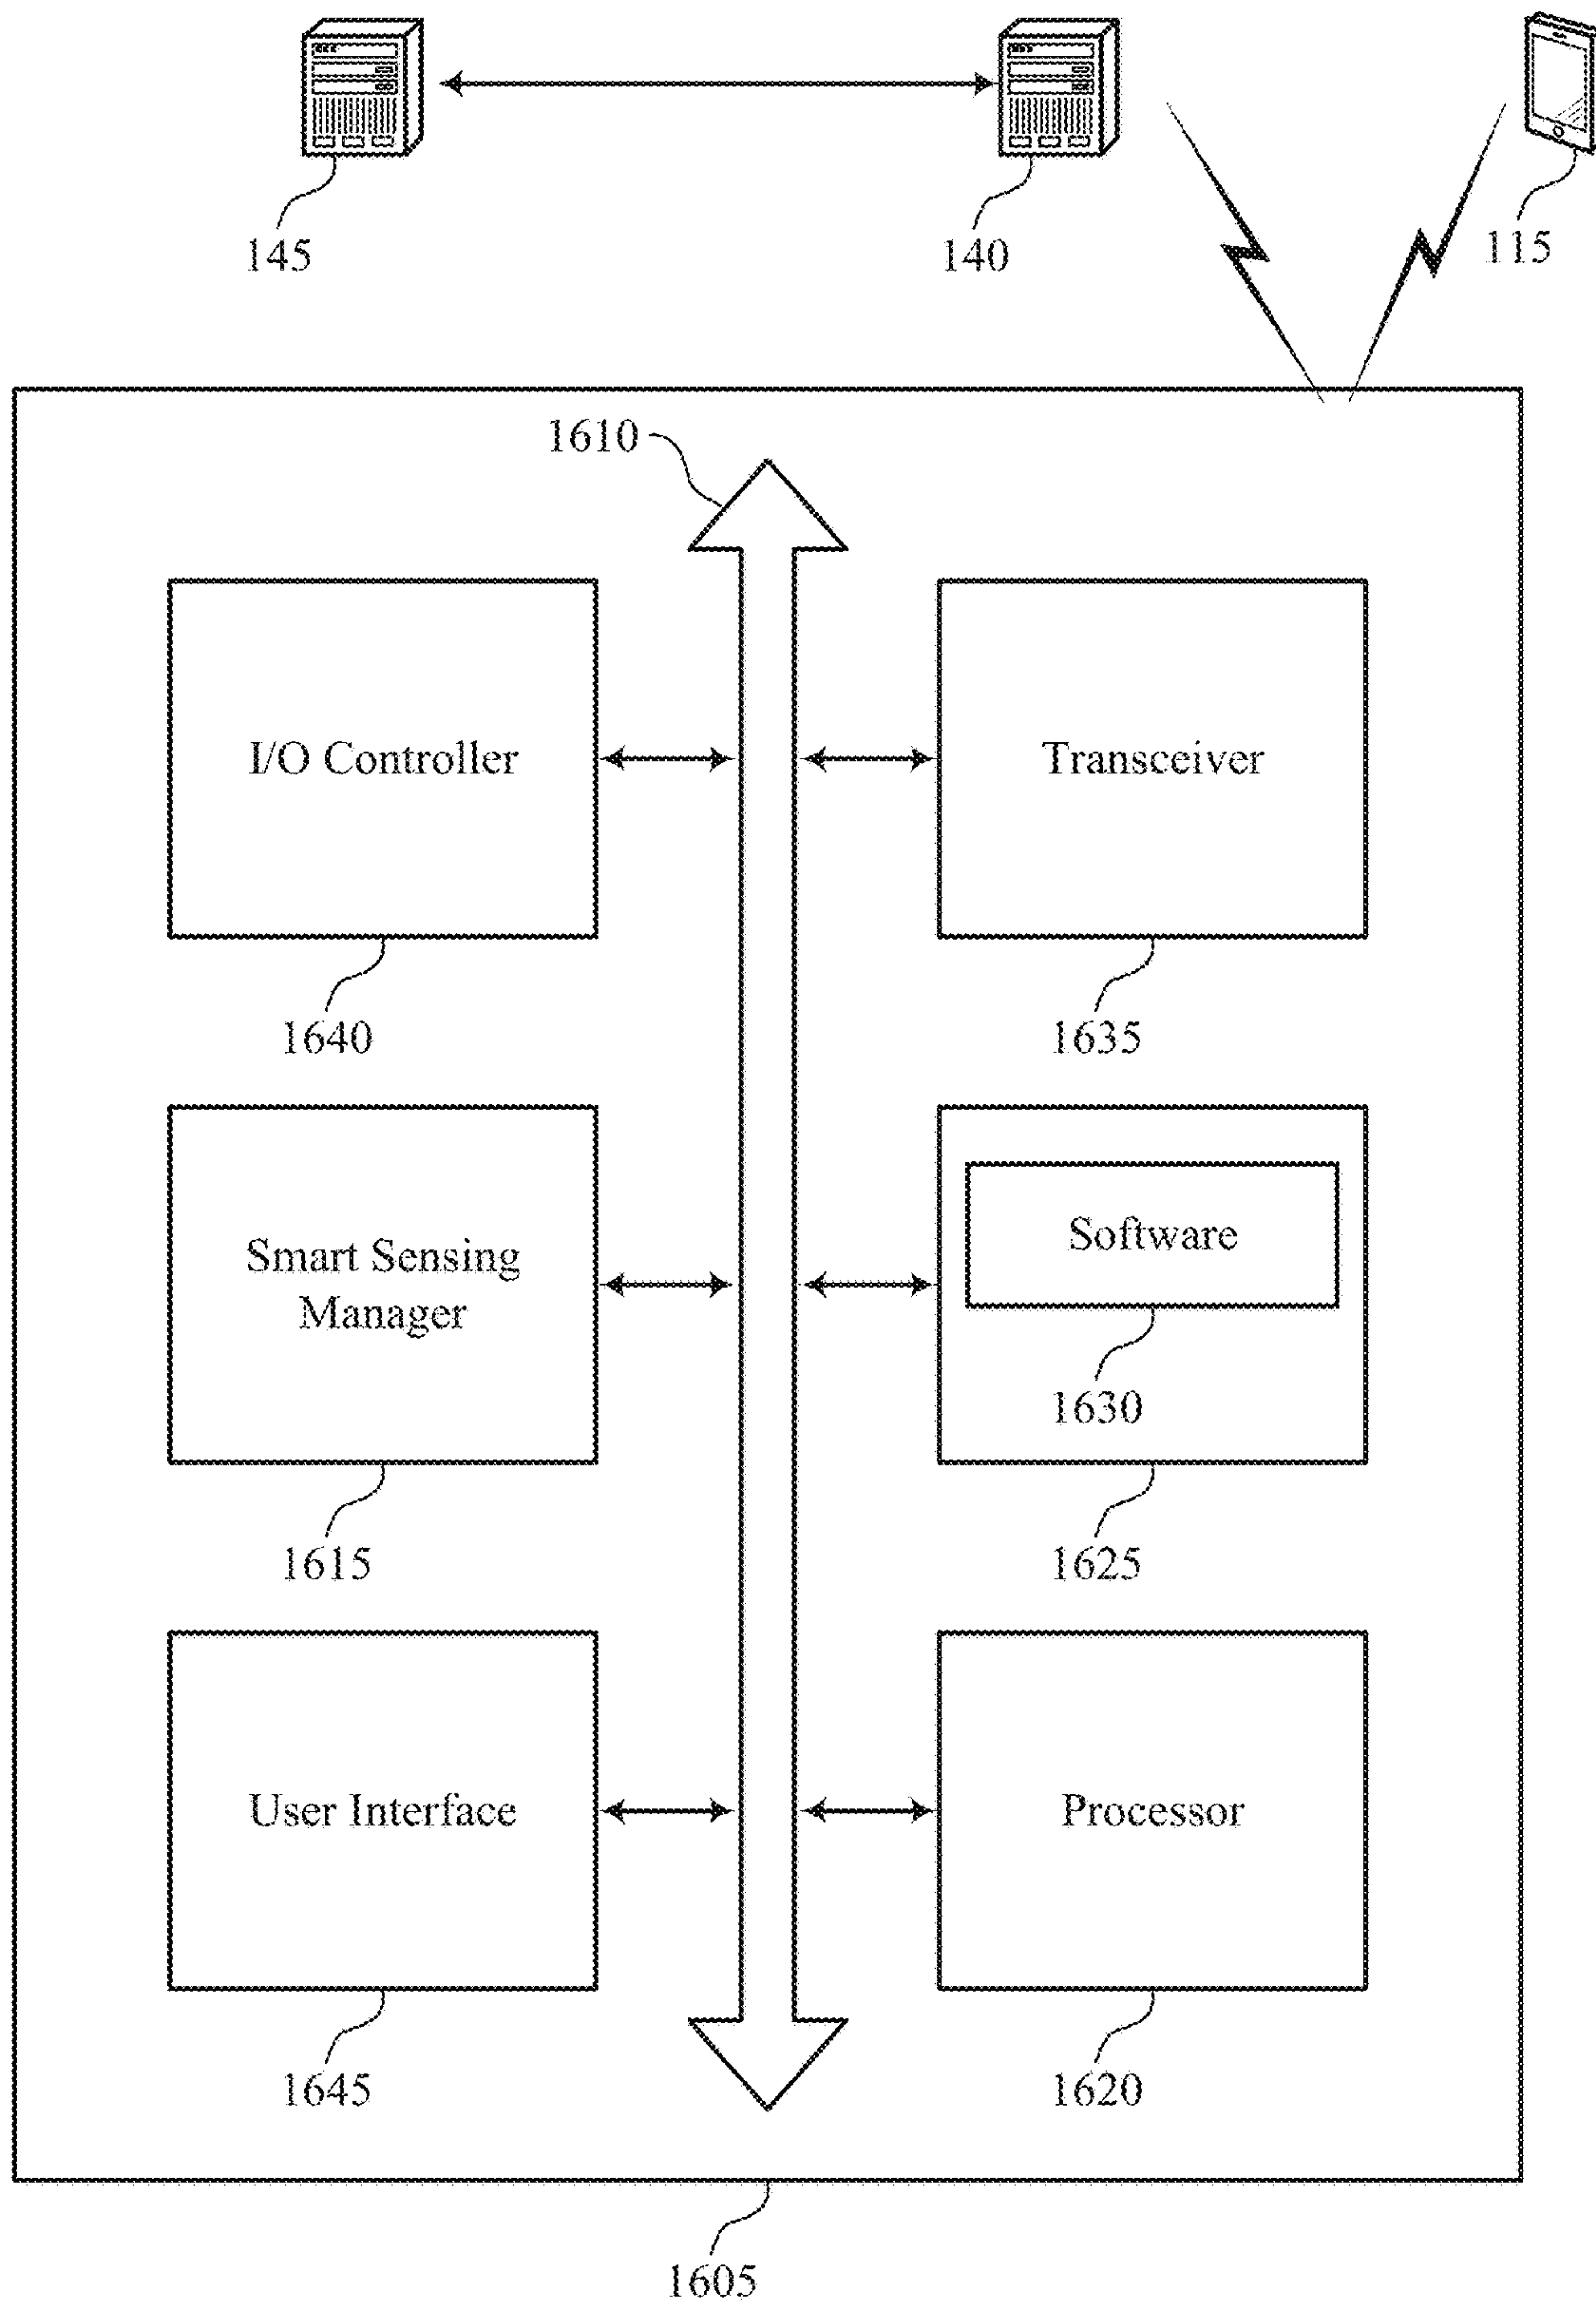 145
140
115
1610
I/O Controller
Transceiver
1640
1635
Smart Sensing
Manager
Software
1630
1615
1625
User Interface
Processor
1645
1620
1605